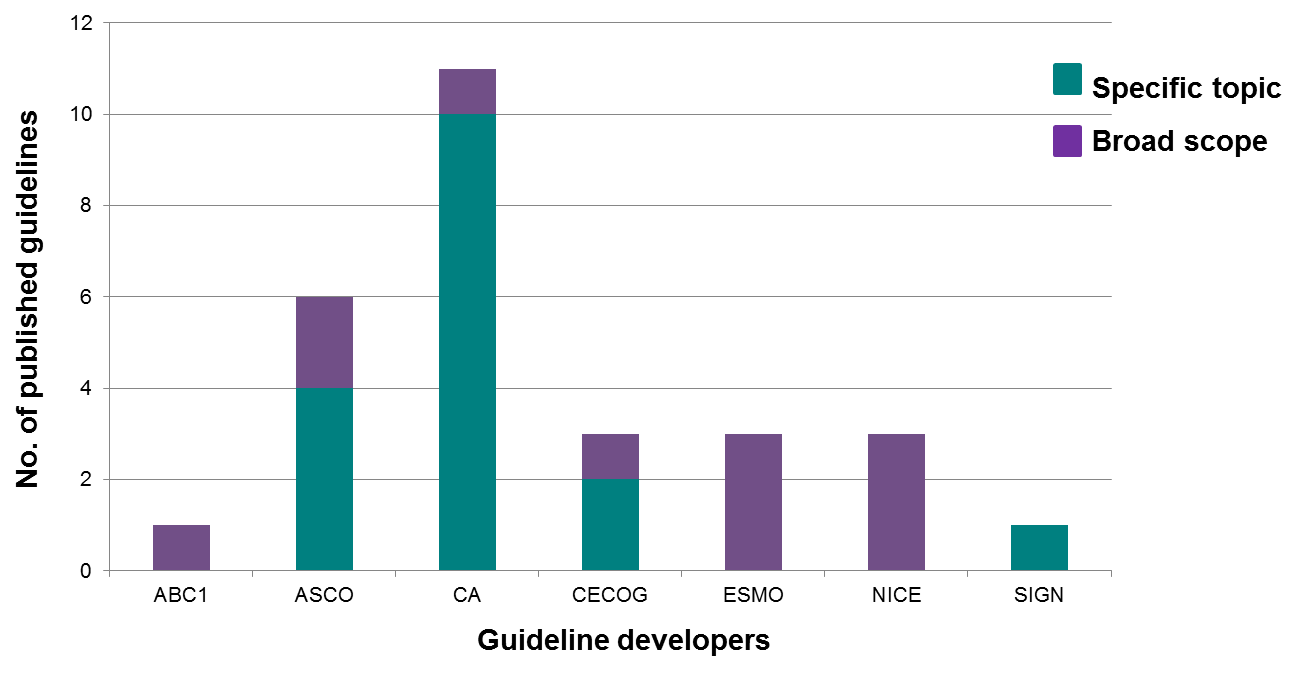 12
10
8
6
4
2
0
No. of published guidelines
Specific topic
Broad scope
ABC1 ASCO CA CECOG ESMO NICE SIGN
Guideline developers